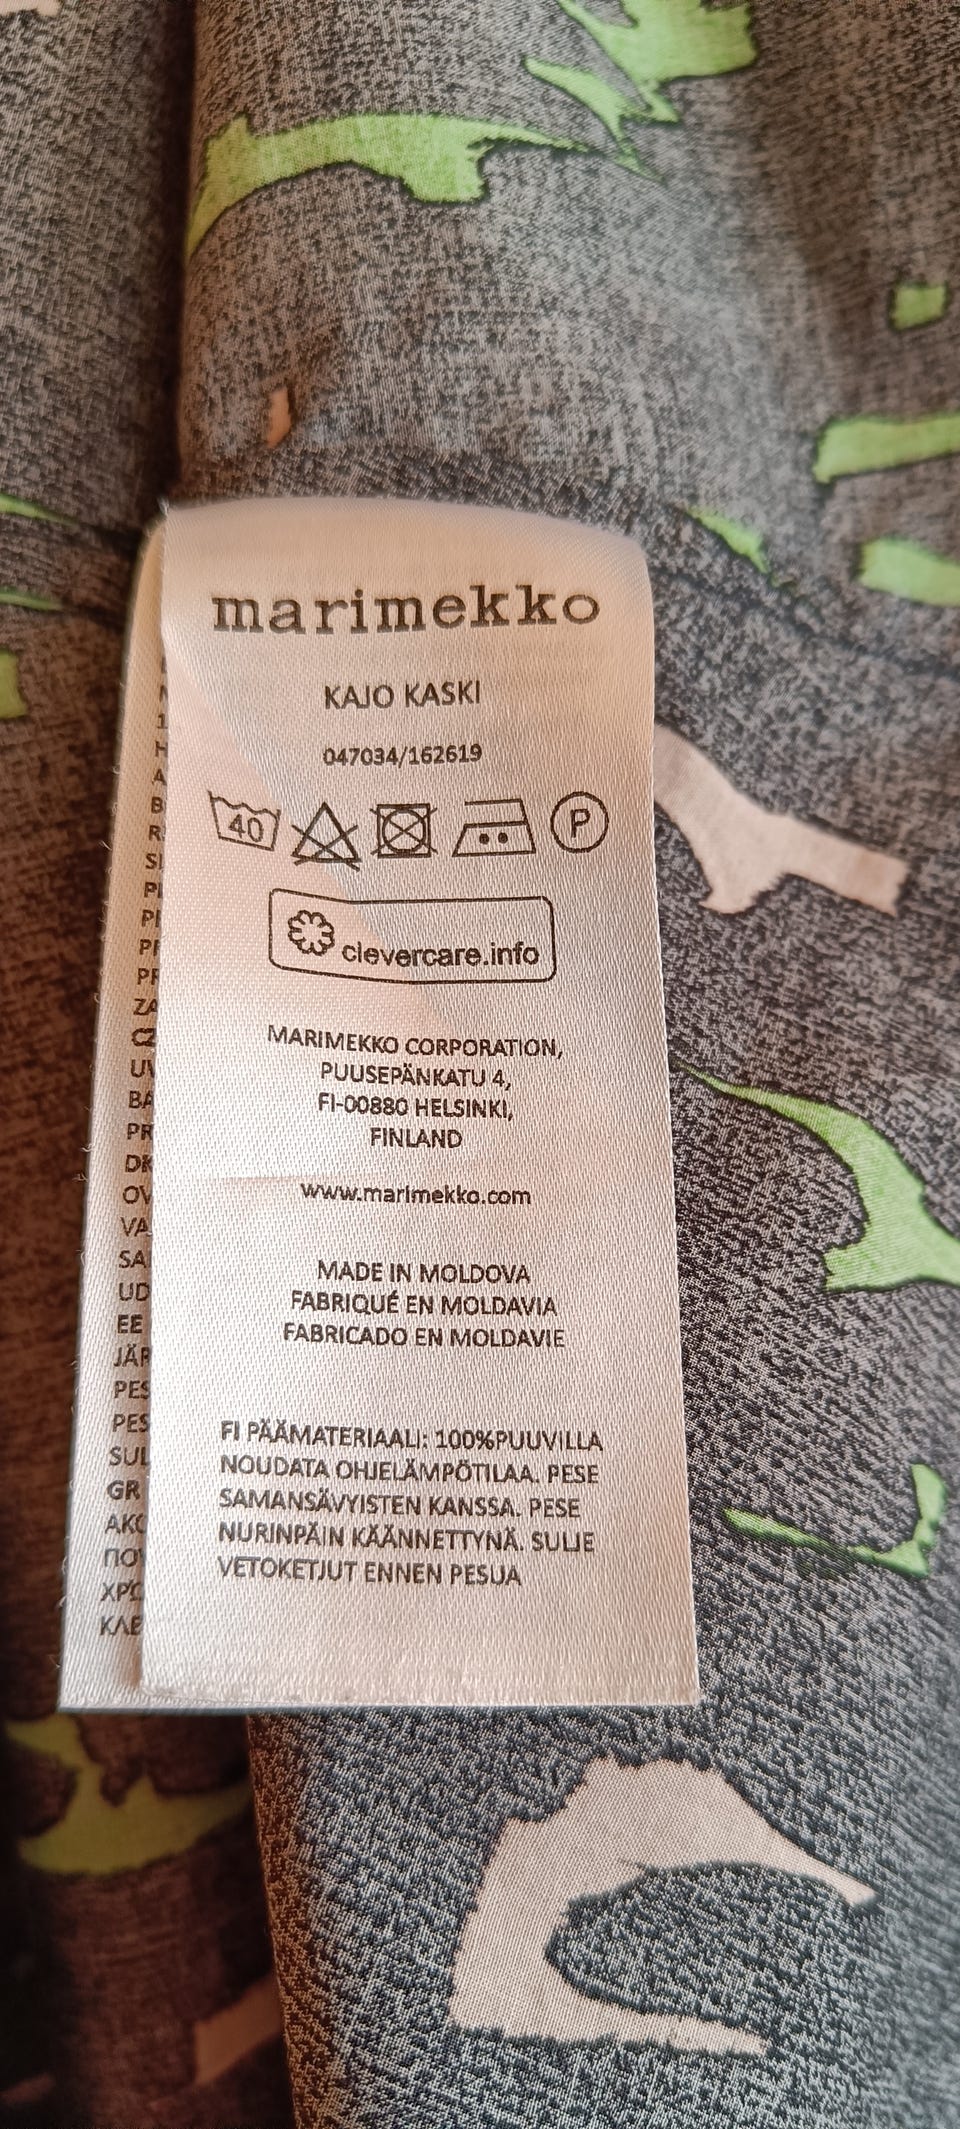 marimekko
KAJO KASKI
047034/162619
40
P
clevercare.info
MARIMEKKO CORPORATION,
PUUSEPÄNKATU 4,
FI-00880 HELSINKI,
FINLAND
www.marimekko.com
MADE IN MOLDOVA
FABRIQUÉ EN MOLDAVIA
FABRICADO EN MOLDAVIE
FI PÄÄMATERIAALI: 100%PUUVILLA
NOUDATA OHJELÄMPÖTILAA. PESE
SAMANSÄVYISTEN KANSSA. PESE
NURINPÄIN KÄÄNNETTYNÄ. SULJE
VETOKETJUT ENNEN PESUA